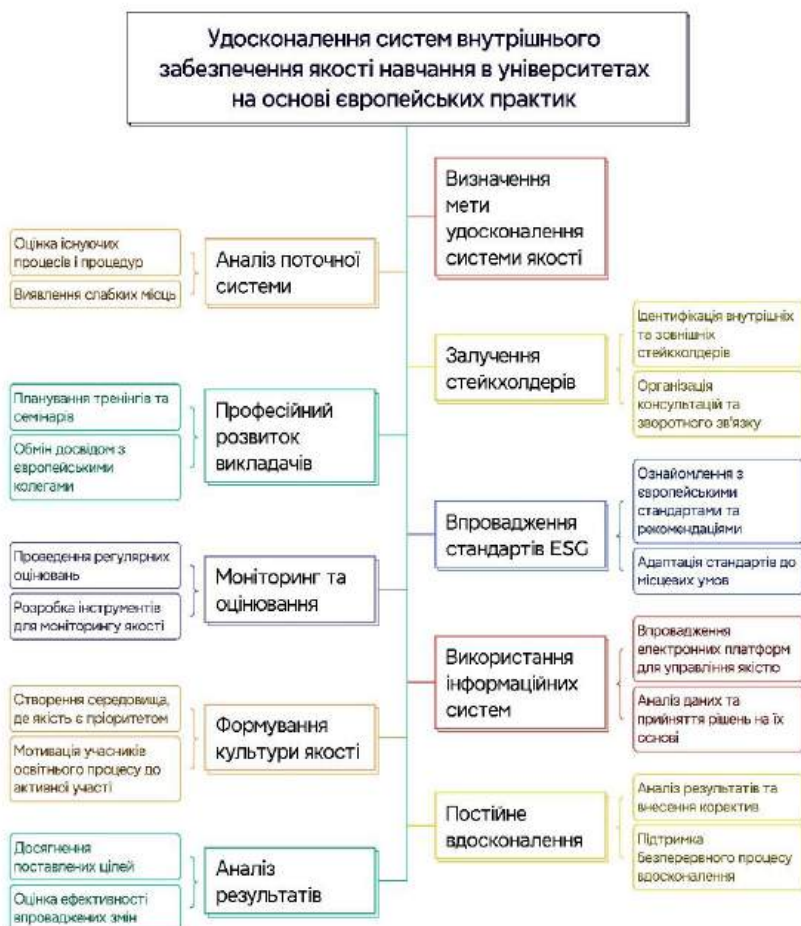 Удосконалення систем внутрішнього
забезпечення якості навчання в університетах
на основі європейських практик
Визначення
мети
удосконалення
системи якості
Аналіз поточної
системи
Оцінка існуючих
процесів і процедур
Виявлення слабких місць
Залучення
стейкхолдерів
Ідентифікація внутрішніх
та зовнішніх
стейкхолдерів
Організація
консультацій та
зворотного зв'язку
Професійний
розвиток
викладачів
Планування тренінгів та
семінарів
Обмін досвідом з
європейськими
колегами
Впровадження
стандартів ESG
Ознайомлення з
європейськими
стандартами та
рекомендаціями
Адаптація стандартів до
місцевих умов
Моніторинг та
оцінювання
Проведення регулярних
оцінювань
Розробка інструментів
для моніторингу якості
Використання
інформаційних
систем
Впровадження
електронних платформ
для управління якістю
Аналіз даних та
прийняття рішень на їх
основі
Формування
культури якості
Створення середовища,
де якість є пріоритетом
Мотивація учасників
освітнього процесу до
активної участі
Постійне
вдосконалення
Аналіз результатів та
внесення коректив
Підтримка
безперервного процесу
вдосконалення
Аналіз
результатів
Досягнення
поставлених цілей
Оцінка ефективності
впроваджених змін